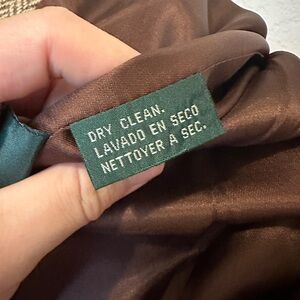 DRY CLEAN.
LAVADO EN SECO
NETTOYER A SEC.